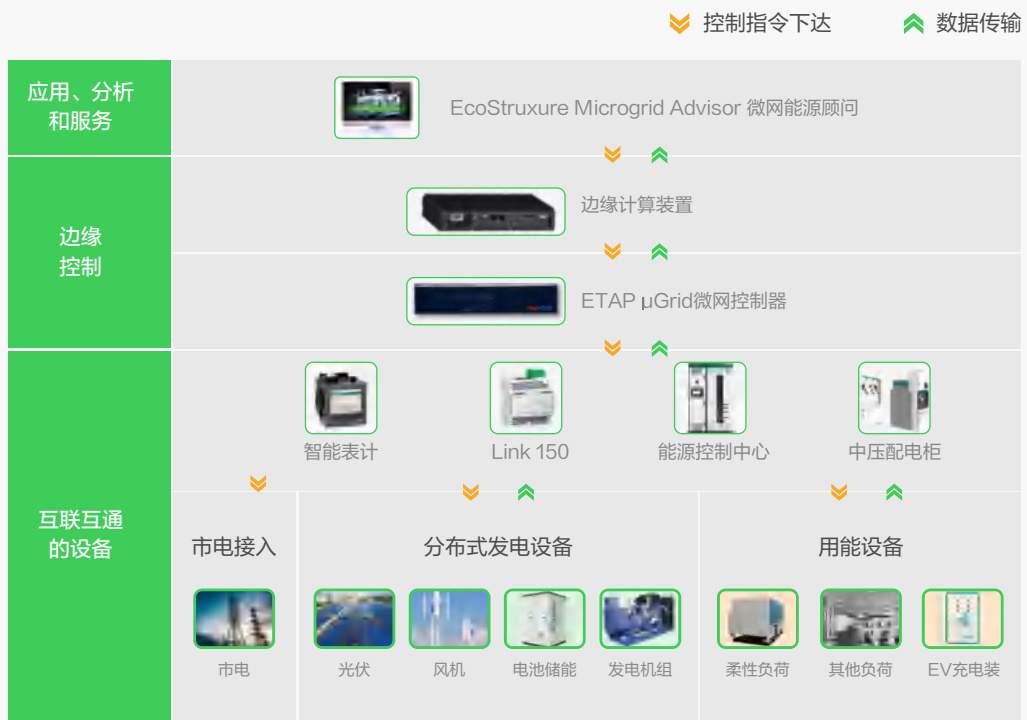 控制指令下达
数据传输
应用、分析
和服务
EcoStruxure Microgrid Advisor 微网能源顾问
边缘
控制
边缘计算装置
ETAP μGrid微网控制器
互联互通
的设备
智能表计
Link 150
能源控制中心
中压配电柜
市电接入
分布式发电设备
用能设备
市电
光伏
风机
电池储能
发电机组
柔性负荷
其他负荷
EV充电装